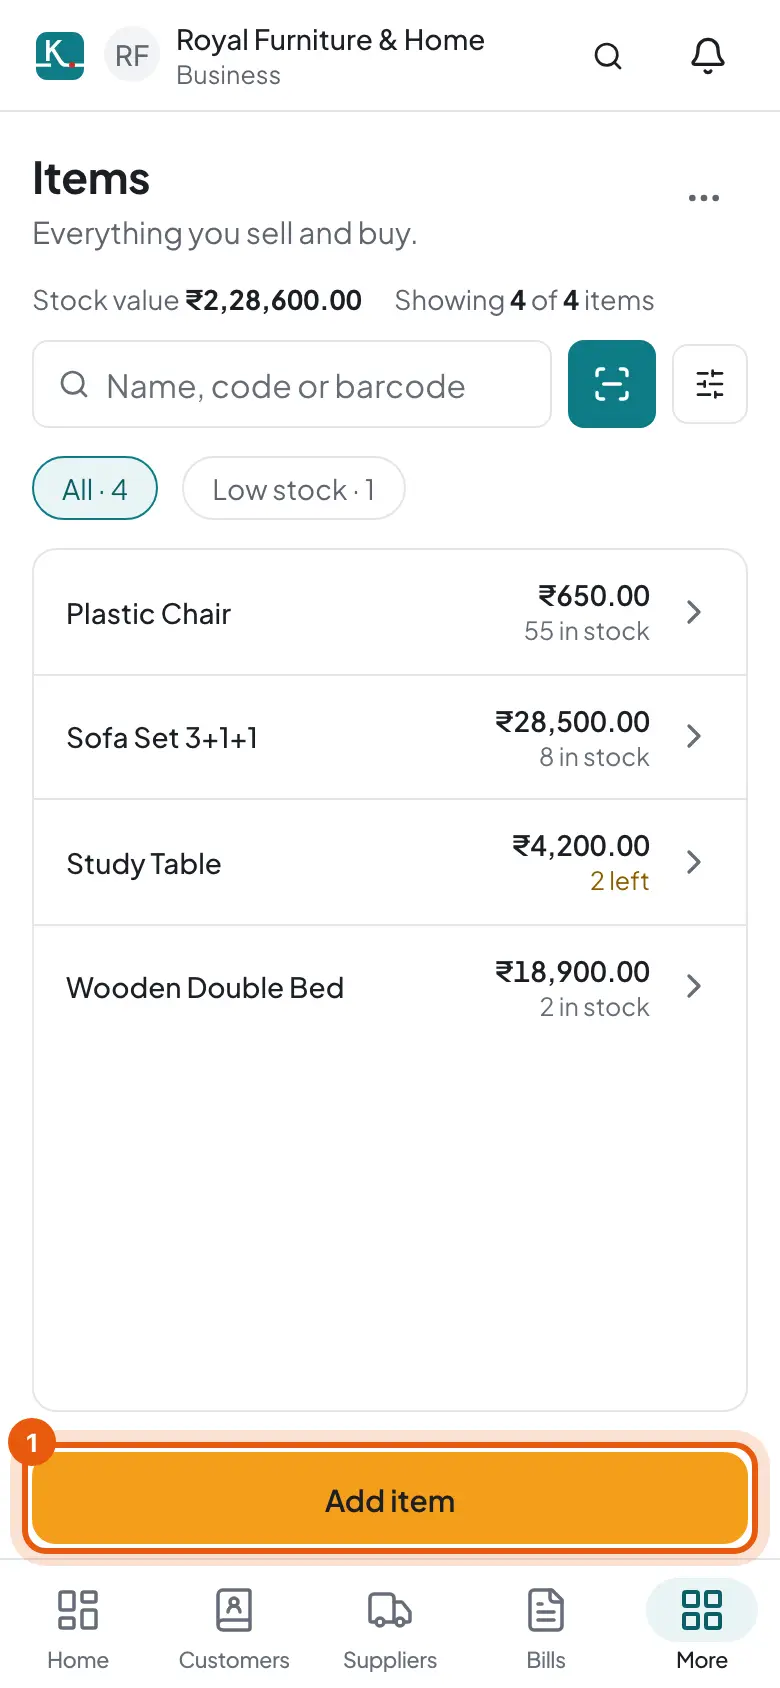 K.
RF
Royal Furniture & Home
Business
Items
Everything you sell and buy.
Stock value ₹2,28,600.00 Showing 4 of 4 items
Name, code or barcode
All · 4
Low stock · 1
Plastic Chair
₹650.00
55 in stock
Sofa Set 3+1+1
₹28,500.00
8 in stock
Study Table
₹4,200.00
2 left
Wooden Double Bed
₹18,900.00
2 in stock
1
Add item
Home
Customers
Suppliers
Bills
More